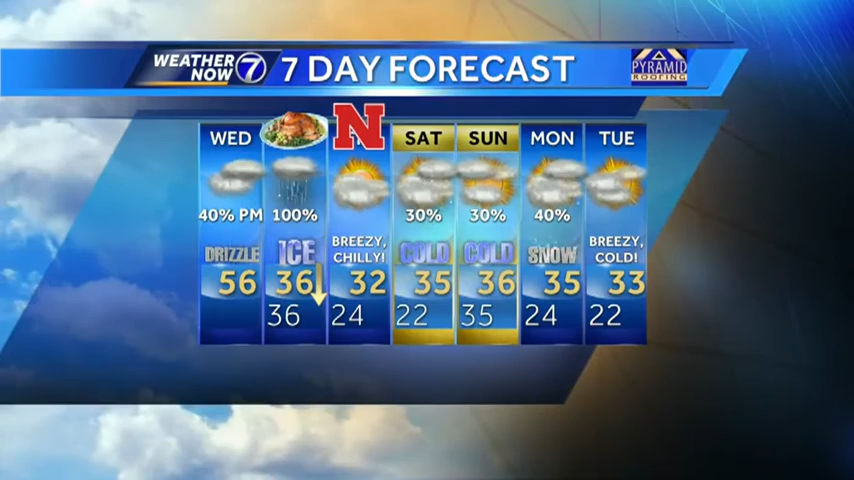 WEATHER NOW 7
7 DAY FORECAST
PYRAMID
ROOFING
WED
N
SAT
SUN
MON
TUE
40% PM
100%
30%
30%
40%
DRIZZLE
ICE
BREEZY, CHILLY!
COLD
COLD
SNOW
BREEZY, COLD!
56
36
32
35
36
35
33
36
24
22
35
24
22